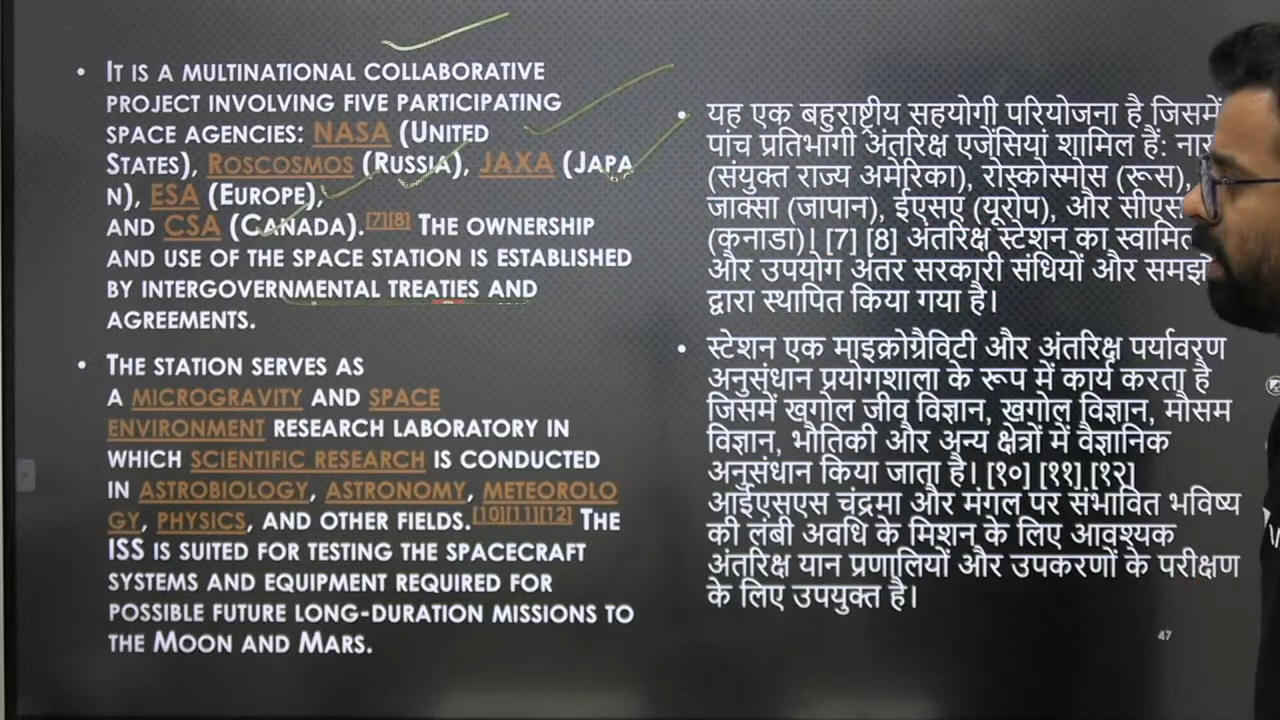 • It is a multinational collaborative
project involving five participating
space agencies: NASA (United
States), Roscosmos (Russia), JAXA (Japa
n), ESA (Europe),
and CSA (Canada).[7][8] The ownership
and use of the space station is established
by intergovernmental treaties and
agreements.
• The station serves as
a microgravity and space
environment research laboratory in
which scientific research is conducted
in astrobiology, astronomy, meteorolo
gy, physics, and other fields.[10][11][12] The
ISS is suited for testing the spacecraft
systems and equipment required for
possible future long-duration missions to
the Moon and Mars.
• यह एक बहुराष्ट्रीय सहयोगी परियोजना है जिसमें
पांच प्रतिभागी अंतरिक्ष एजेंसियां शामिल हैं:
(संयुक्त राज्य अमेरिका), रोस्कोस्मोस (रूस),
जाक्सा (जापान), ईएसए (यूरोप), और
(कनाडा)। [7] [8] अंतरिक्ष स्टेशन का
और उपयोग अंतर सरकारी संधियों और
द्वारा स्थापित किया गया है।
• स्टेशन एक माइक्रोग्रैविटी और अंतरिक्ष पर्यावरण
अनुसंधान प्रयोगशाला के रूप में कार्य करता है
जिसमें खगोल जीव विज्ञान, खगोल विज्ञान, मौसम
विज्ञान, भौतिकी और अन्य क्षेत्रों में वैज्ञानिक
अनुसंधान किया जाता है। [१०] [११] [१२]
आईएसएस चंद्रमा और मंगल पर संभावित भविष्य
की लंबी अवधि के मिशन के लिए आवश्यक
अंतरिक्ष यान प्रणालियों और उपकरणों के परीक्षण
के लिए उपयुक्त है।
47